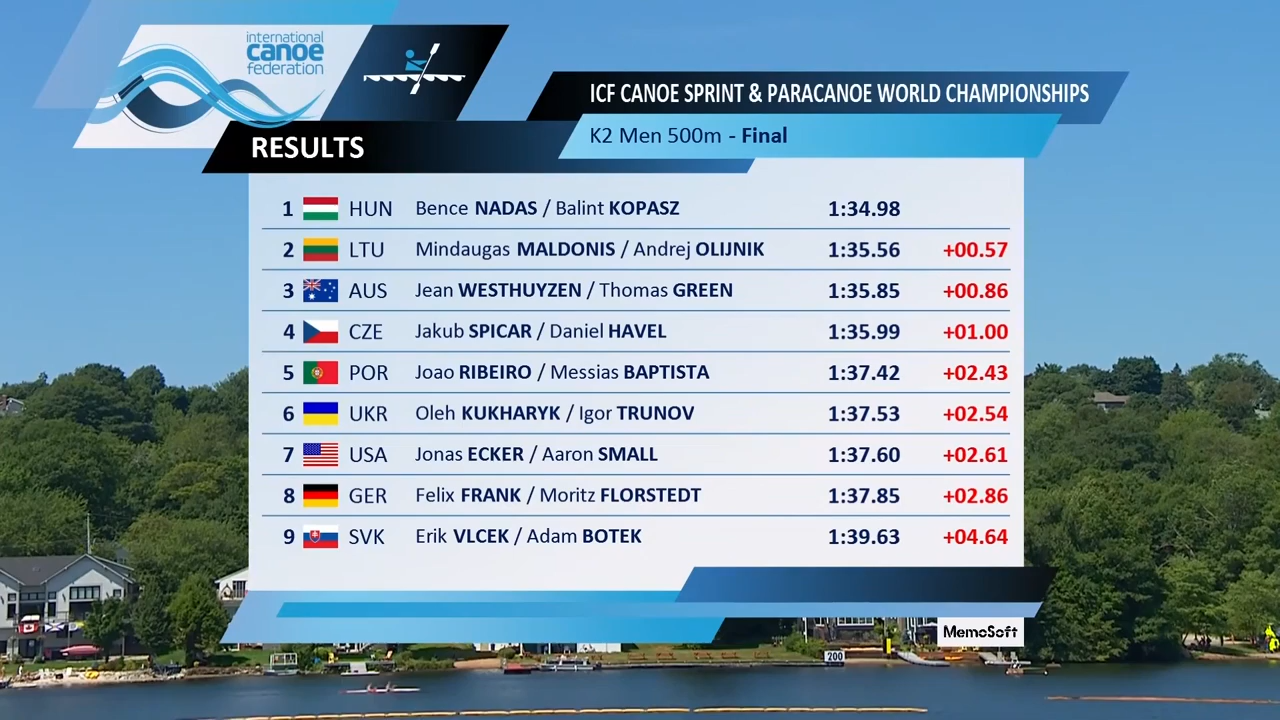 international
canoe
federation
ICF CANOE SPRINT & PARACANOE WORLD CHAMPIONSHIPS
K2 Men 500m - Final
RESULTS
1 HUN Bence NADAS / Balint KOPASZ 1:34.98
2 LTU Mindaugas MALDONIS / Andrej OLIJNIK 1:35.56 +00.57
3 AUS Jean WESTHUYZEN / Thomas GREEN 1:35.85 +00.86
4 CZE Jakub SPICAR / Daniel HAVEL 1:35.99 +01.00
5 POR Joao RIBEIRO / Messias BAPTISTA 1:37.42 +02.43
6 UKR Oleh KUKHARYK / Igor TRUNOV 1:37.53 +02.54
7 USA Jonas ECKER / Aaron SMALL 1:37.60 +02.61
8 GER Felix FRANK / Moritz FLORSTEDT 1:37.85 +02.86
9 SVK Erik VLCEK / Adam BOTEK 1:39.63 +04.64
MemoSoft
200